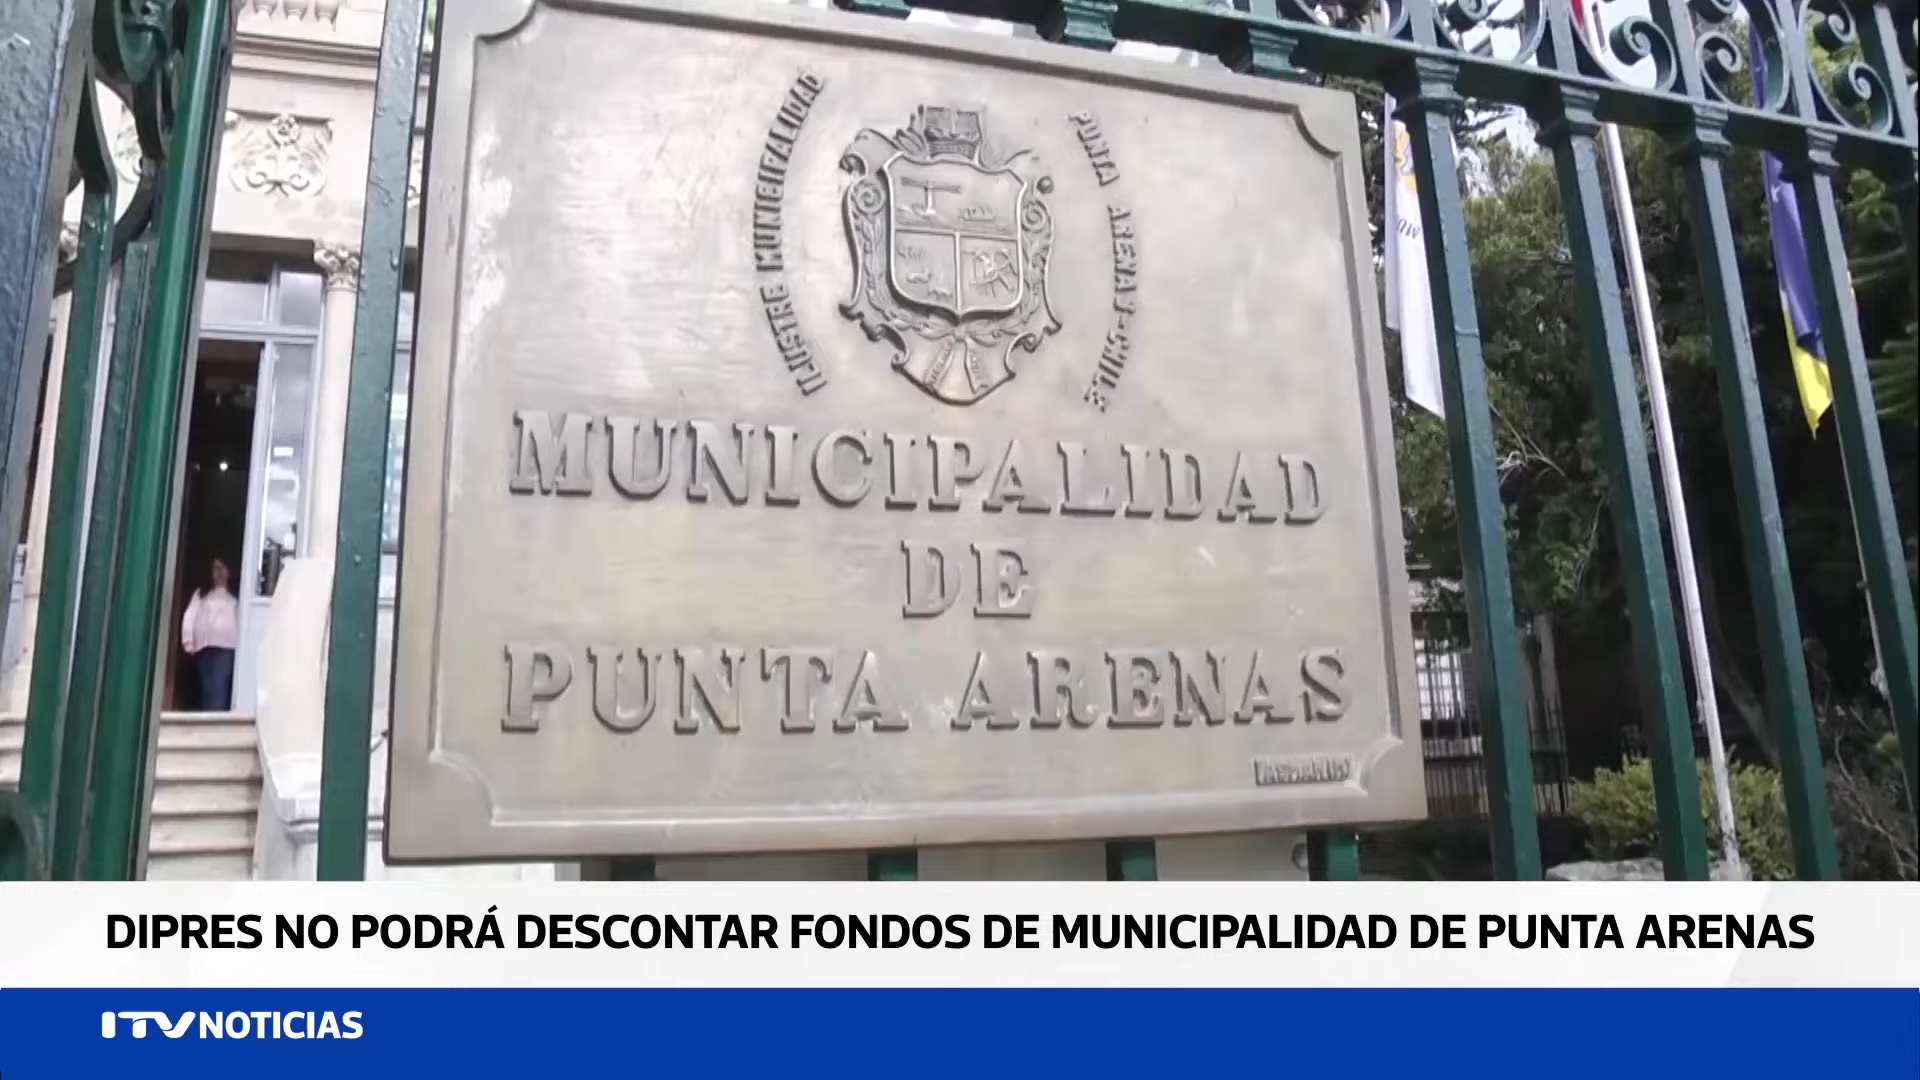 ILUSTRE MUNICIPALIDAD
PUNTA ARENAS-CHILE
MUNICIPALIDAD
DE
PUNTA ARENAS
DIPRES NO PODRÁ DESCONTAR FONDOS DE MUNICIPALIDAD DE PUNTA ARENAS
ITV NOTICIAS